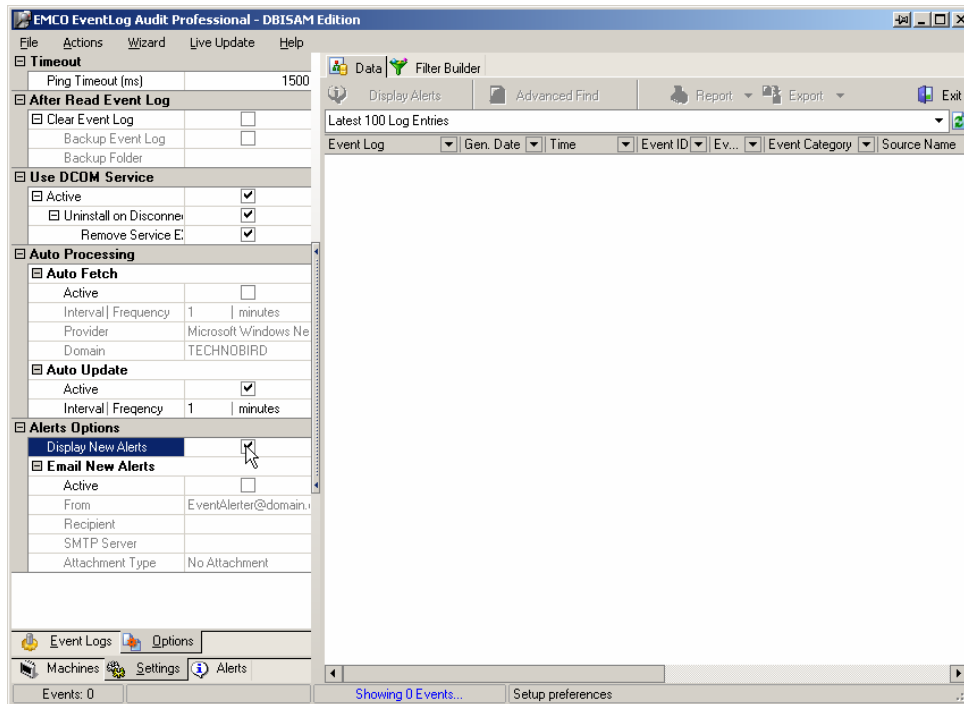 EMCO EventLog Audit Professional - DBISAM Edition
File Actions Wizard Live Update Help
Timeout
Ping Timeout (ms) 1500
After Read Event Log
Clear Event Log
Backup Event Log
Backup Folder
Use DCOM Service
Active
Uninstall on Disconne
Remove Service E
Auto Processing
Auto Fetch
Active
Interval | Frequency 1 | minutes
Provider Microsoft Windows Ne
Domain TECHNOBIRD
Auto Update
Active
Interval | Freqency 1 | minutes
Alerts Options
Display New Alerts
Email New Alerts
Active
From EventAlerter@domain.
Recipient
SMTP Server
Attachment Type No Attachment
Event Logs Options
Machines Settings Alerts
Data Filter Builder
Display Alerts Advanced Find Report Export Exit
Latest 100 Log Entries
Event Log Gen. Date Time Event ID Ev... Event Category Source Name
Events: 0 Showing 0 Events... Setup preferences